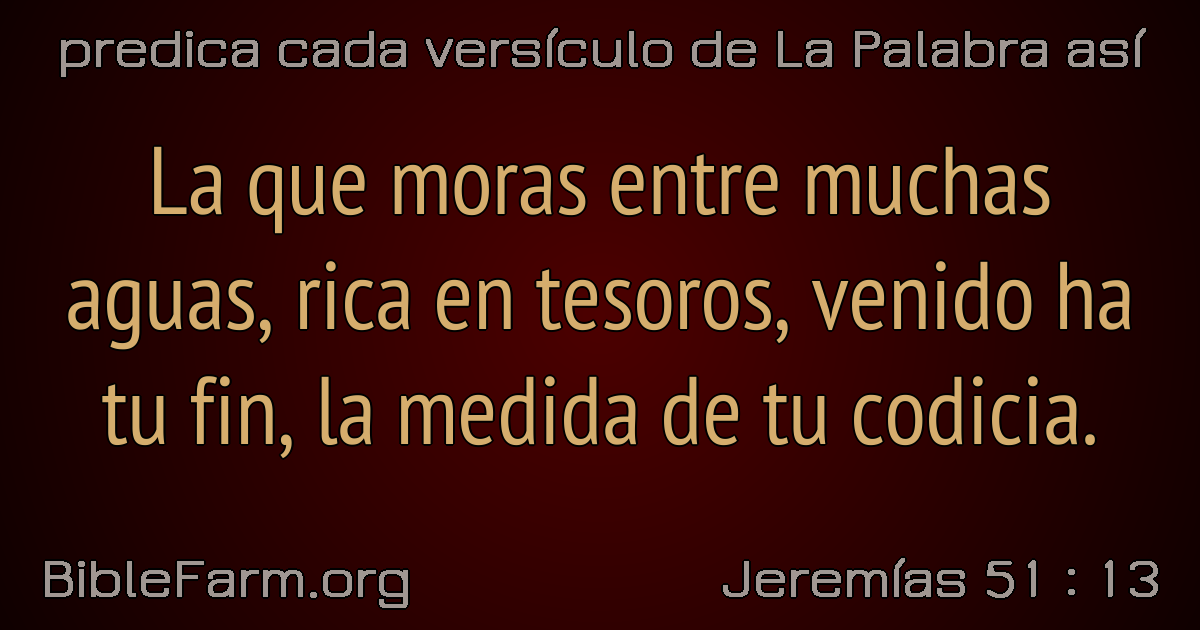 predica cada versículo de La Palabra así
La que moras entre muchas
aguas, rica en tesoros, venido ha
tu fin, la medida de tu codicia.
BibleFarm.org
Jeremías 51 : 13